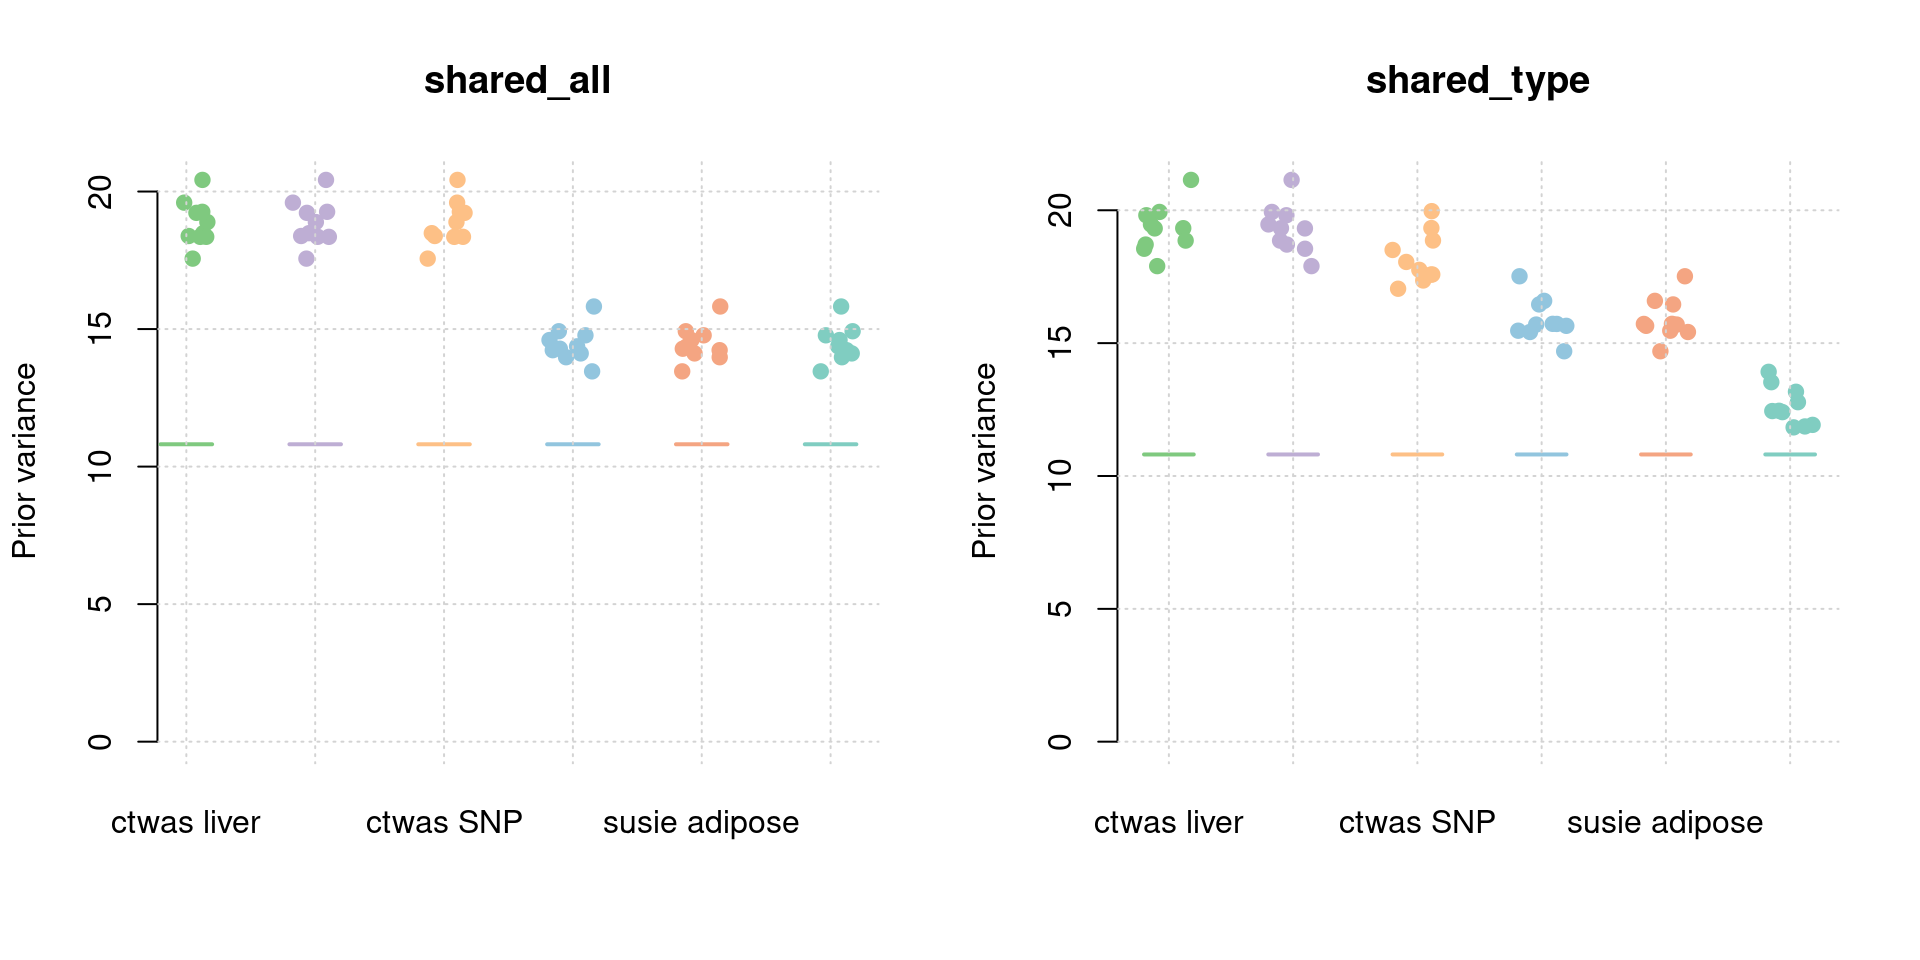 shared_all
Prior variance
20
15
10
5
0
ctwas liver
ctwas SNP
susie adipose
shared_type
Prior variance
20
15
10
5
0
ctwas liver
ctwas SNP
susie adipose